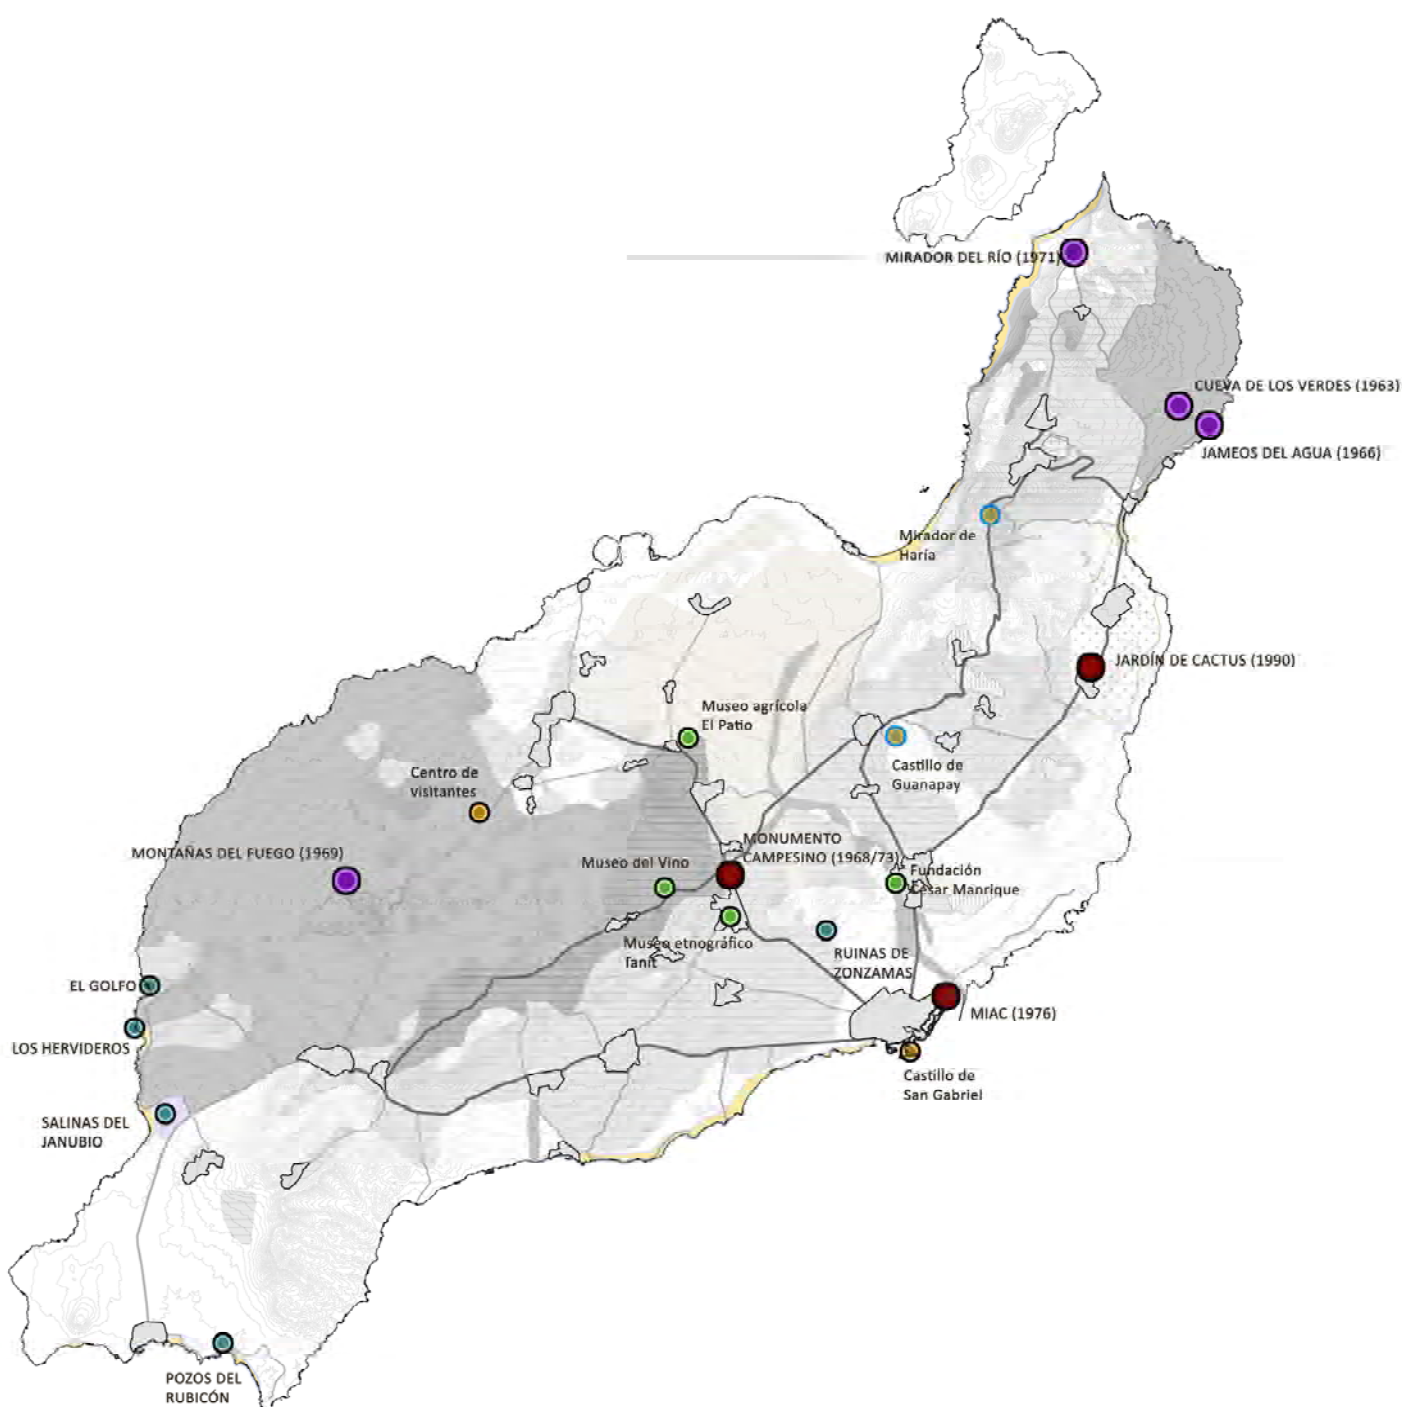 MIRADOR DEL RÍO (1971)
CUEVA DE LOS VERDES (1963)
JAMEOS DEL AGUA (1966)
Mirador de
Haría
JARDÍN DE CACTUS (1990)
Museo agrícola
El Patio
Castillo de
Guanapay
Centro de
visitantes
MONTAÑAS DEL FUEGO (1969)
MONUMENTO
CAMPESINO (1968/73)
Museo del Vino
Fundación
César Manrique
Museo etnográfico
Tanit
RUINAS DE
ZONZAMAS
EL GOLFO
MIAC (1976)
LOS HERVIDEROS
Castillo de
San Gabriel
SALINAS DEL
JANUBIO
POZOS DEL
RUBICÓN